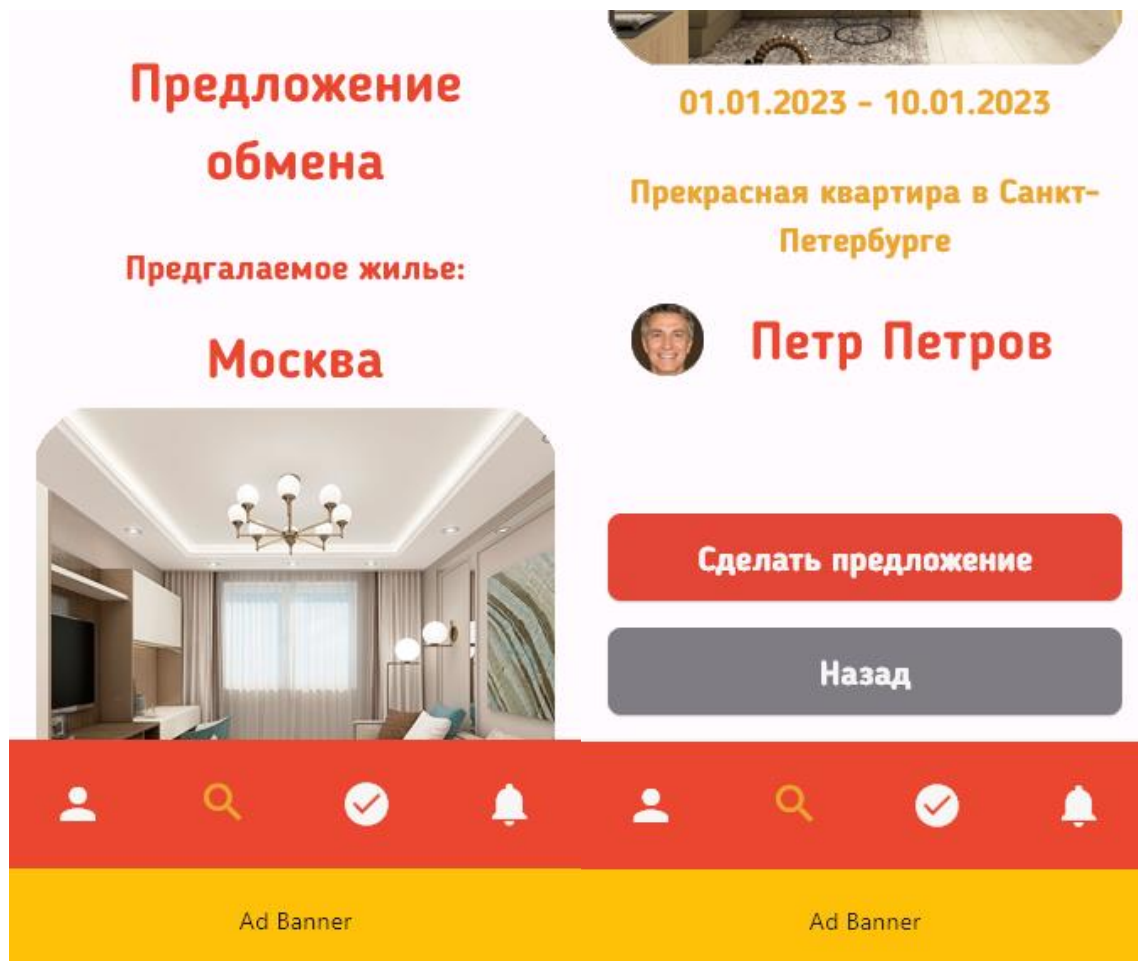 Предложение
обмена
Предгалаемое жилье:
Москва
Ad Banner
01.01.2023 - 10.01.2023
Прекрасная квартира в Санкт-
Петербурге
Петр Петров
Сделать предложение
Назад
Ad Banner